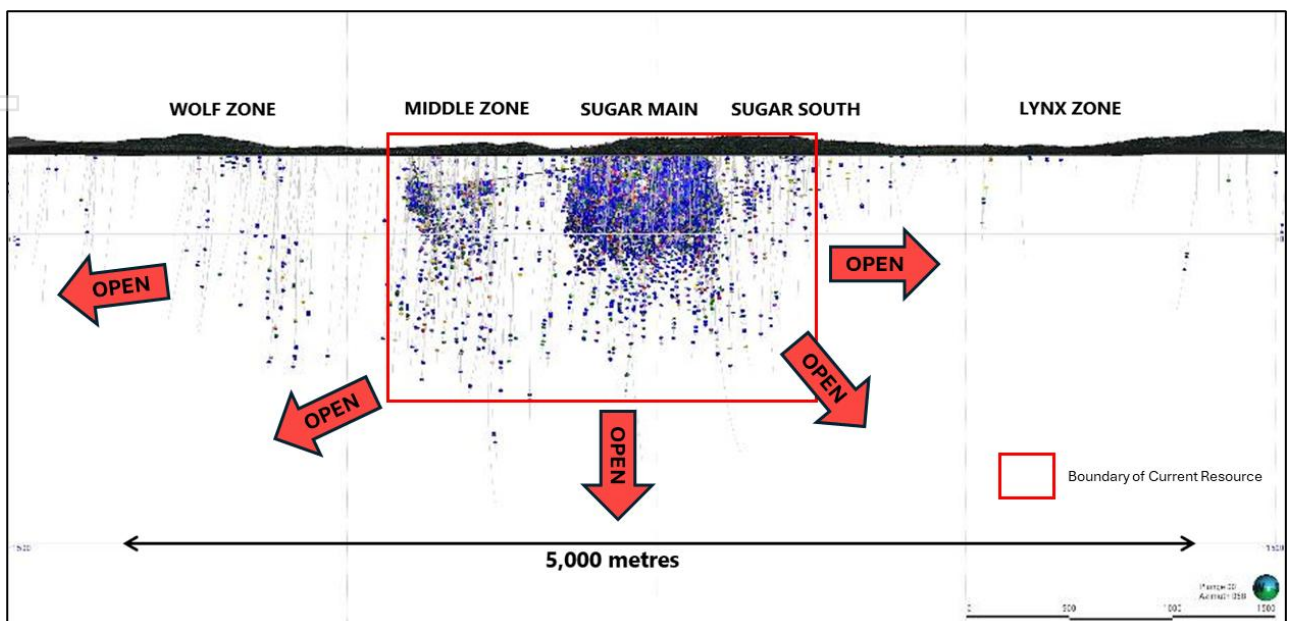 WOLF ZONE
MIDDLE ZONE
SUGAR MAIN
SUGAR SOUTH
LYNX ZONE
OPEN
OPEN
OPEN
OPEN
OPEN
Boundary of Current Resource
5,000 metres
0
500
1000
1500